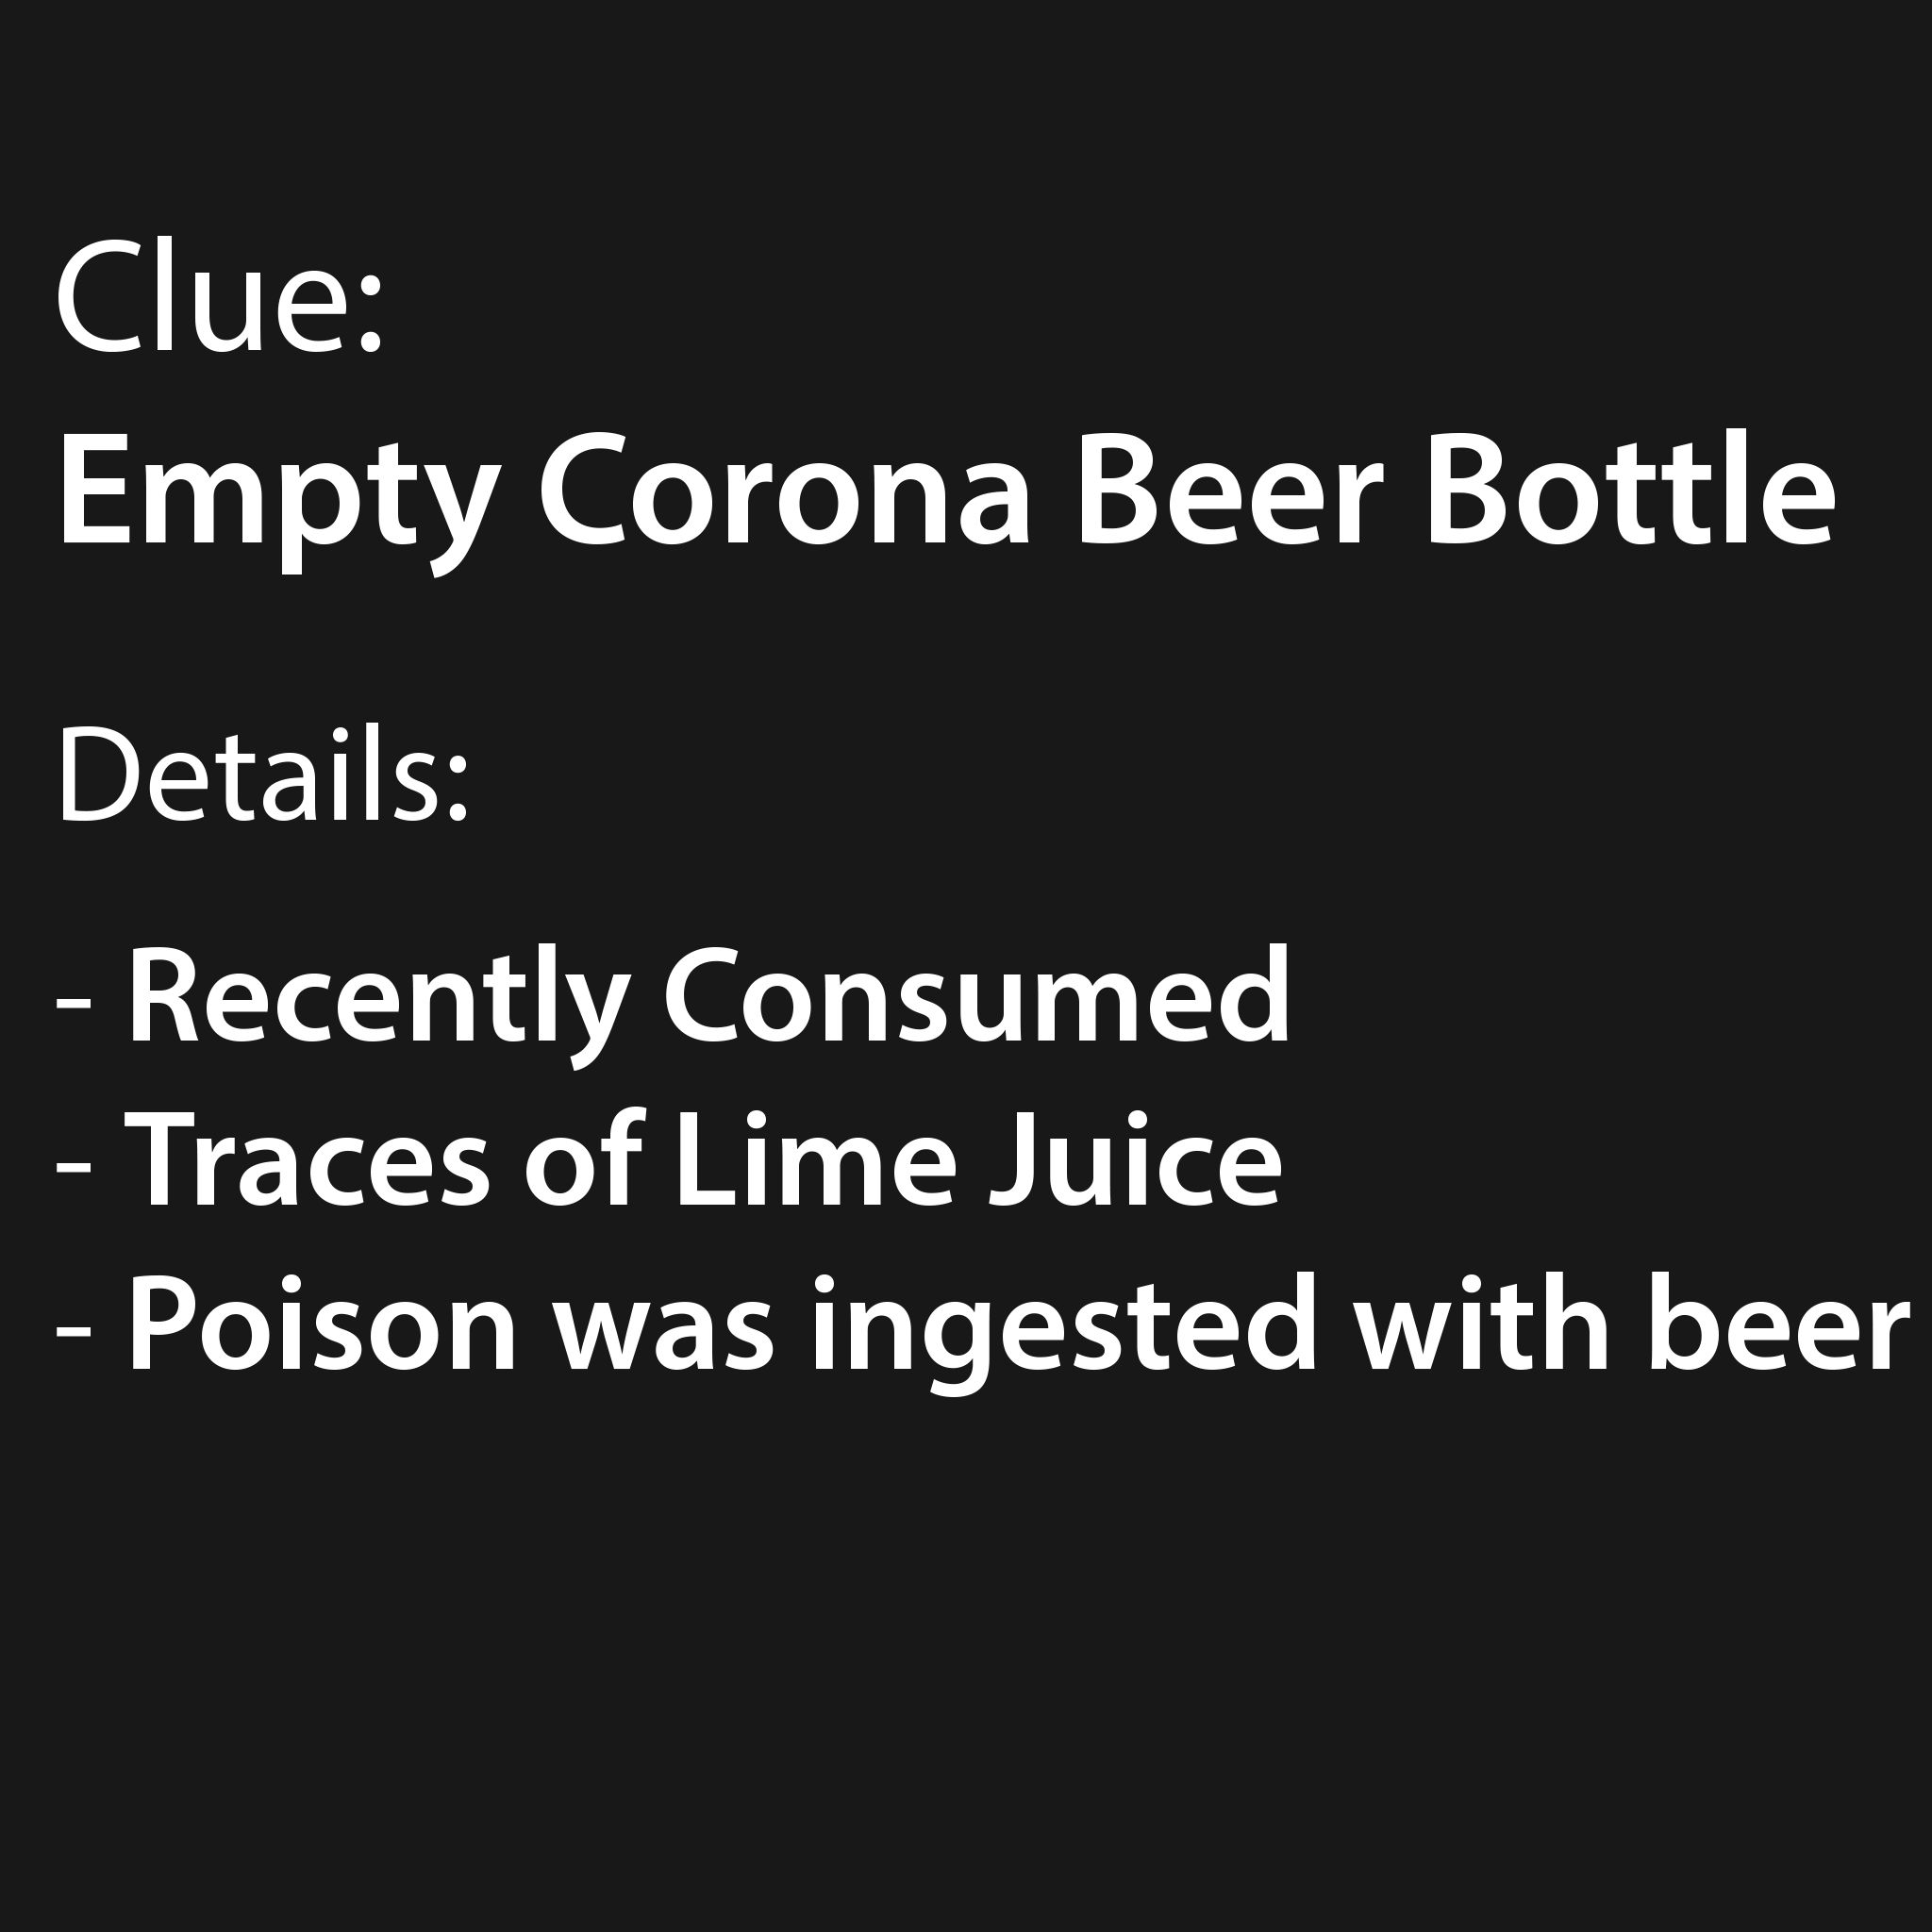 Clue:
Empty Corona Beer Bottle
Details:
- Recently Consumed
- Traces of Lime Juice
- Poison was ingested with beer